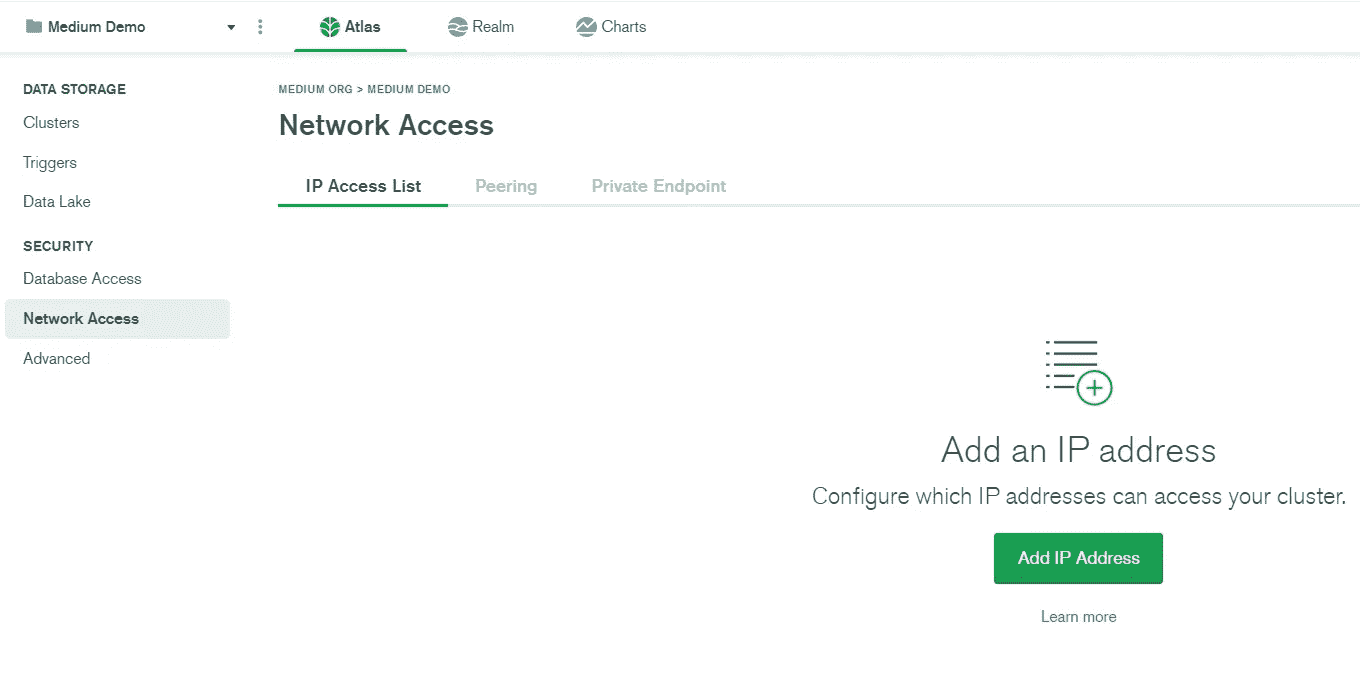 Medium Demo
Atlas
Realm
Charts
DATA STORAGE
Clusters
Triggers
Data Lake
SECURITY
Database Access
Network Access
Advanced
MEDIUM ORG > MEDIUM DEMO
Network Access
IP Access List
Peering
Private Endpoint
Add an IP address
Configure which IP addresses can access your cluster.
Add IP Address
Learn more